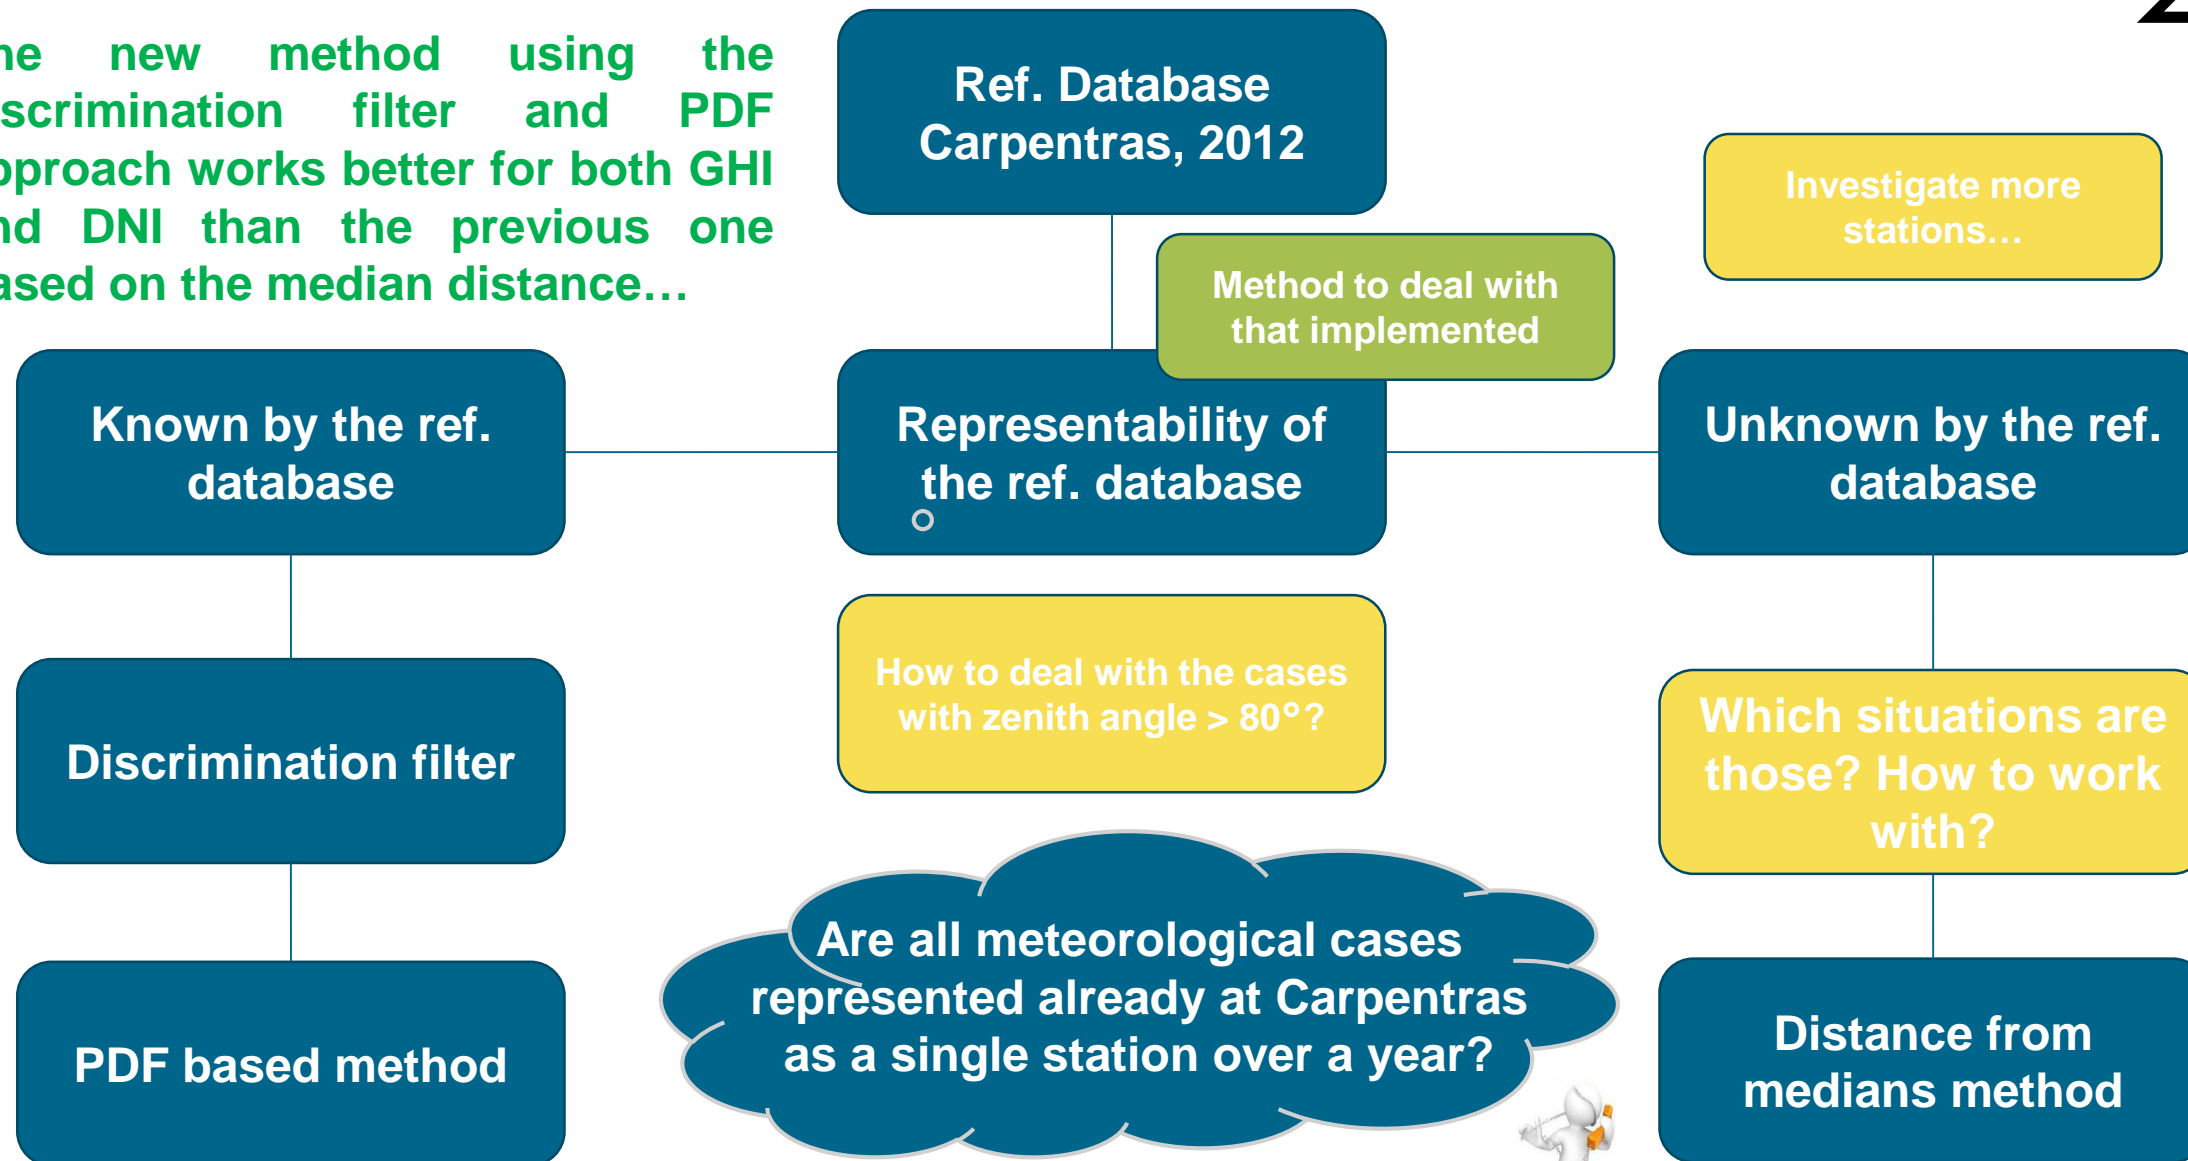 he new method using the
scrimination filter and PDF
pproach works better for both GHI
nd DNI than the previous one
ased on the median distance…
Ref. Database
Carpentras, 2012
Investigate more
stations…
Method to deal with
that implemented
Known by the ref.
database
Representability of
the ref. database
Unknown by the ref.
database
How to deal with the cases
with zenith angle > 80°?
Discrimination filter
Which situations are
those? How to work
with?
Are all meteorological cases
represented already at Carpentras
as a single station over a year?
PDF based method
Distance from
medians method